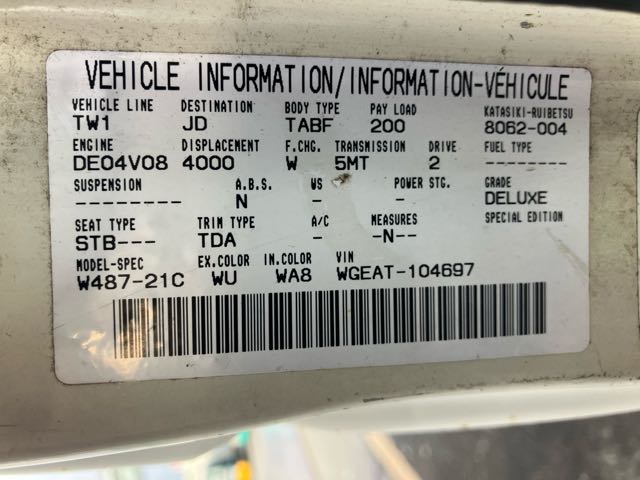 VEHICLE INFORMATION/INFORMATION-VÉHICULE
VEHICLE LINE DESTINATION BODY TYPE PAY LOAD KATASIKI-RUIBETSU
TW1 JD TABF 200 8062-004
ENGINE DISPLACEMENT F.CHG. TRANSMISSION DRIVE FUEL TYPE
DE04V08 4000 W 5MT 2 ---
SUSPENSION A.B.S. WS POWER STG. GRADE
--- N - - DELUXE
SEAT TYPE TRIM TYPE A/C MEASURES SPECIAL EDITION
STB--- TDA - -N--
MODEL-SPEC EX.COLOR IN.COLOR VIN
W487-21C WU WA8 WGEAT-104697